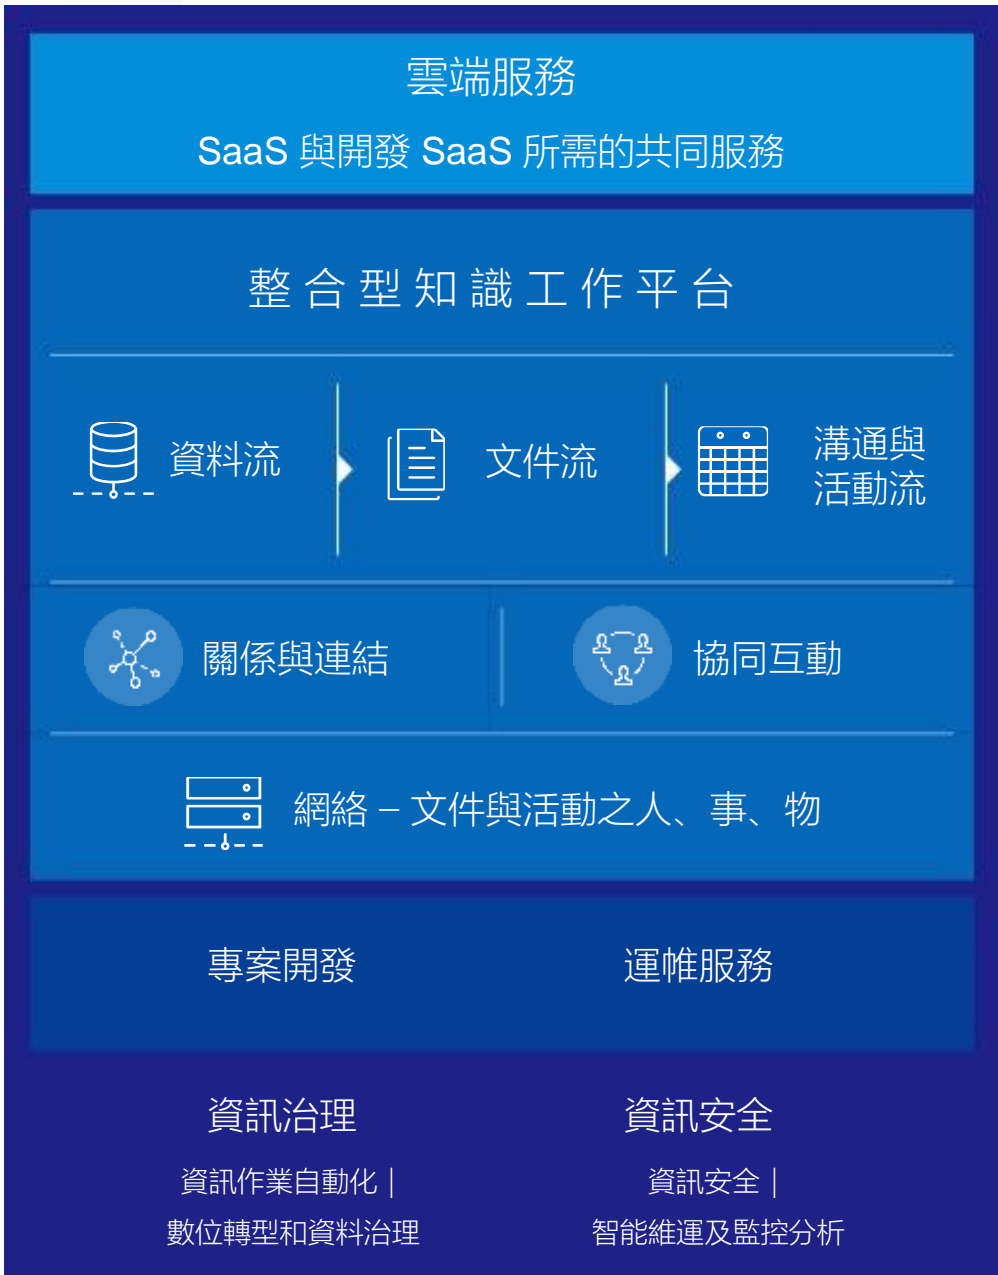 雲端服務
SaaS 與開發 SaaS 所需的共同服務
整合型知識工作平台
資料流
文件流
溝通與
活動流
關係與連結
協同互動
網絡 – 文件與活動之人、事、物
專案開發
運帷服務
資訊治理
資訊作業自動化 |
數位轉型和資料治理
資訊安全
資訊安全 |
智能維運及監控分析